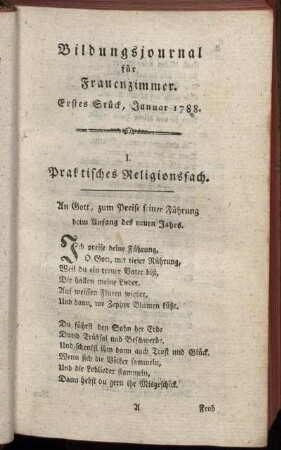 Bildungsjournal
für
Frauenzimmer.
Erstes Stück, Januar 1788.
I.
Praktisches Religionsfach.
An Gott, zum Preise seiner Führung
beim Anfang des neuen Jahrs.
Ich preise deine Führung,
O Gott, mit tiefer Rührung,
Weil du ein treuer Vater bist,
Dir hallen meine Lieder,
Auf weissen Fluren wieder,
Und dann, wo Zephyr Blumen küßt.
Du führst den Sohn der Erde
Durch Trübsal und Beschwerde,
Und schenkst ihm dann auch Trost und Glück.
Wenn sich die Völker sammeln,
Und die Loblieder stammeln,
Dann hebst du gern ihr Mitgeschick.
A Froh